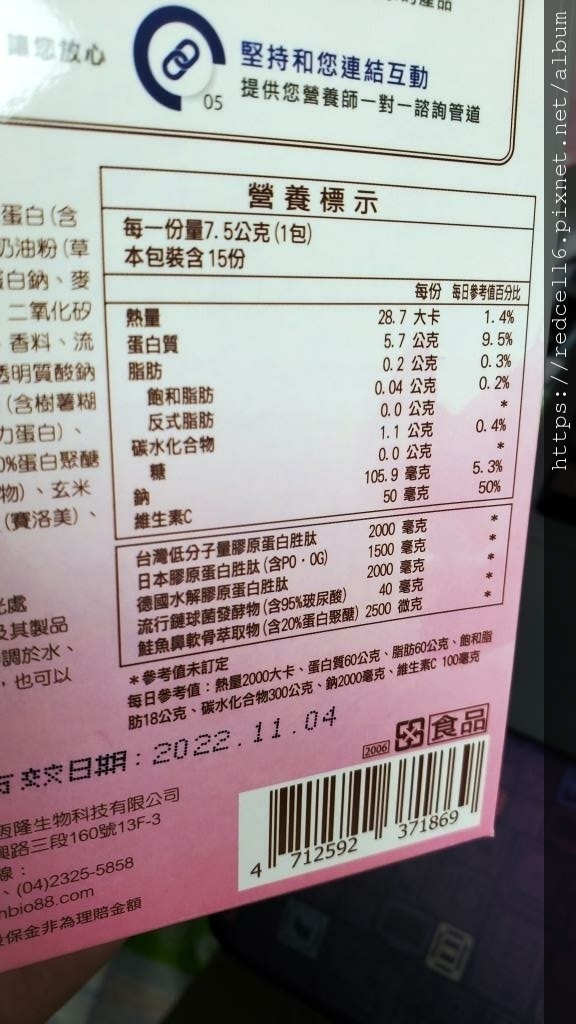 讓您放心
05
堅持和您連結互動
提供您營養師一對一諮詢管道
蛋白(含
奶油粉(草
蛋白鈉、麥
二氧化矽
香料、流
透明質酸鈉
(含樹薯糊
力蛋白)、
0%蛋白聚醣
物)、玄米
(賽洛美)、
光處
及其製品
調於水、
，也可以
營養標示
每一份量7.5公克(1包)
本包裝含15份
每份 每日參考值百分比
熱量 28.7 大卡 1.4%
蛋白質 5.7 公克 9.5%
脂肪 0.2 公克 0.3%
飽和脂肪 0.04 公克 0.2%
反式脂肪 0.0 公克 *
碳水化合物 1.1 公克 0.4%
糖 0.0 公克 *
鈉 105.9 毫克 5.3%
維生素C 50 毫克 50%
台灣低分子量膠原蛋白胜肽 2000 毫克 *
日本膠原蛋白胜肽(含PO・OG) 1500 毫克 *
德國水解膠原蛋白胜肽 2000 毫克 *
流行鏈球菌發酵物(含95%玻尿酸) 40 毫克 *
鮭魚鼻軟骨萃取物(含20%蛋白聚醣) 2500 微克 *
*參考值未訂定
每日參考值：熱量2000大卡、蛋白質60公克、脂肪60公克、飽和脂
肪18公克、碳水化合物300公克、鈉2000毫克、維生素C 100毫克
有效日期：2022.11.04
2006 食品
恆隆生物科技有限公司
興路三段160號13F-3
線：
、(04)2325-5858
nbio88.com
保金非為理賠金額
4 712592 371869
https://redcell6.pixnet.net/album